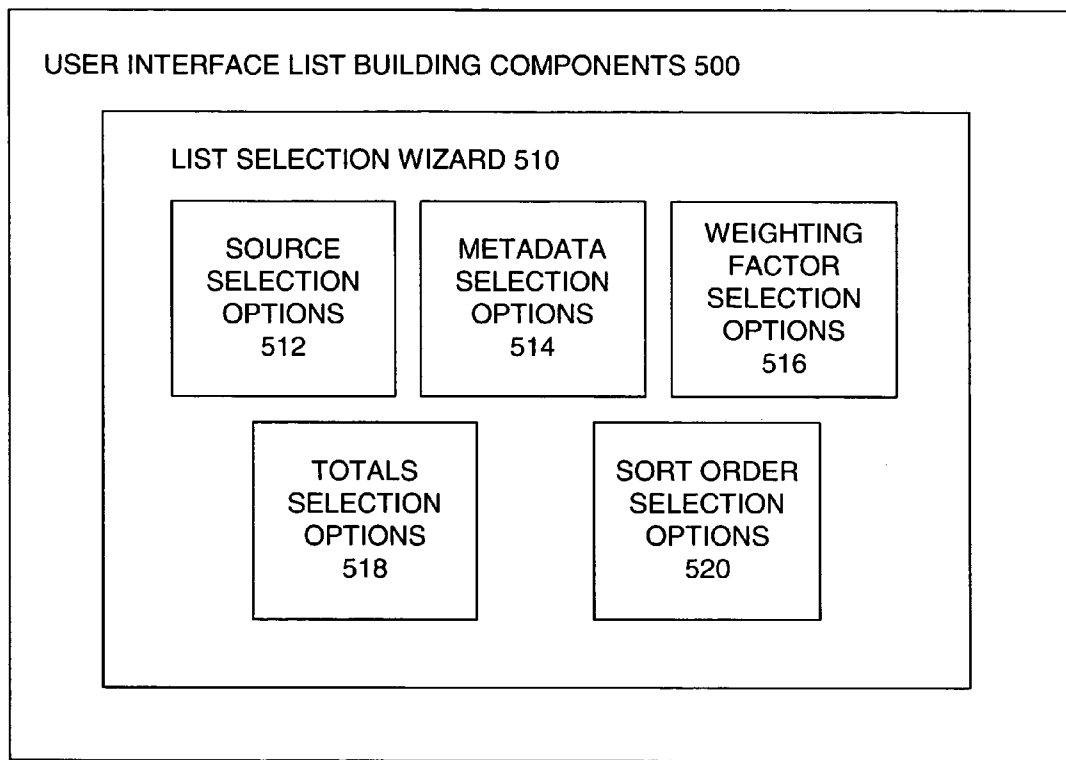 USER INTERFACE LIST BUILDING COMPONENTS 500
LIST SELECTION WIZARD 510
SOURCE
SELECTION
OPTIONS
512
METADATA
SELECTION
OPTIONS
514
WEIGHTING
FACTOR
SELECTION
OPTIONS
516
TOTALS
SELECTION
OPTIONS
518
SORT ORDER
SELECTION
OPTIONS
520